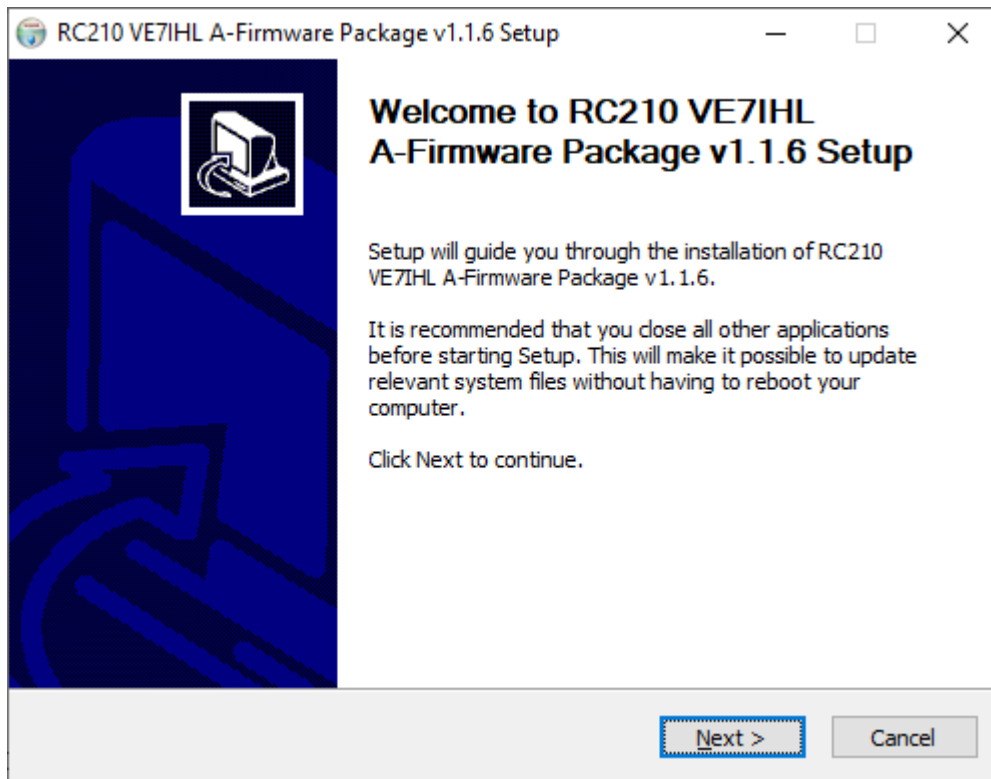 RC210 VE7IHL A-Firmware Package v1.1.6 Setup
Welcome to RC210 VE7IHL
A-Firmware Package v1.1.6 Setup
Setup will guide you through the installation of RC210
VE7IHL A-Firmware Package v1.1.6.
It is recommended that you close all other applications
before starting Setup. This will make it possible to update
relevant system files without having to reboot your
computer.
Click Next to continue.
Next >
Cancel